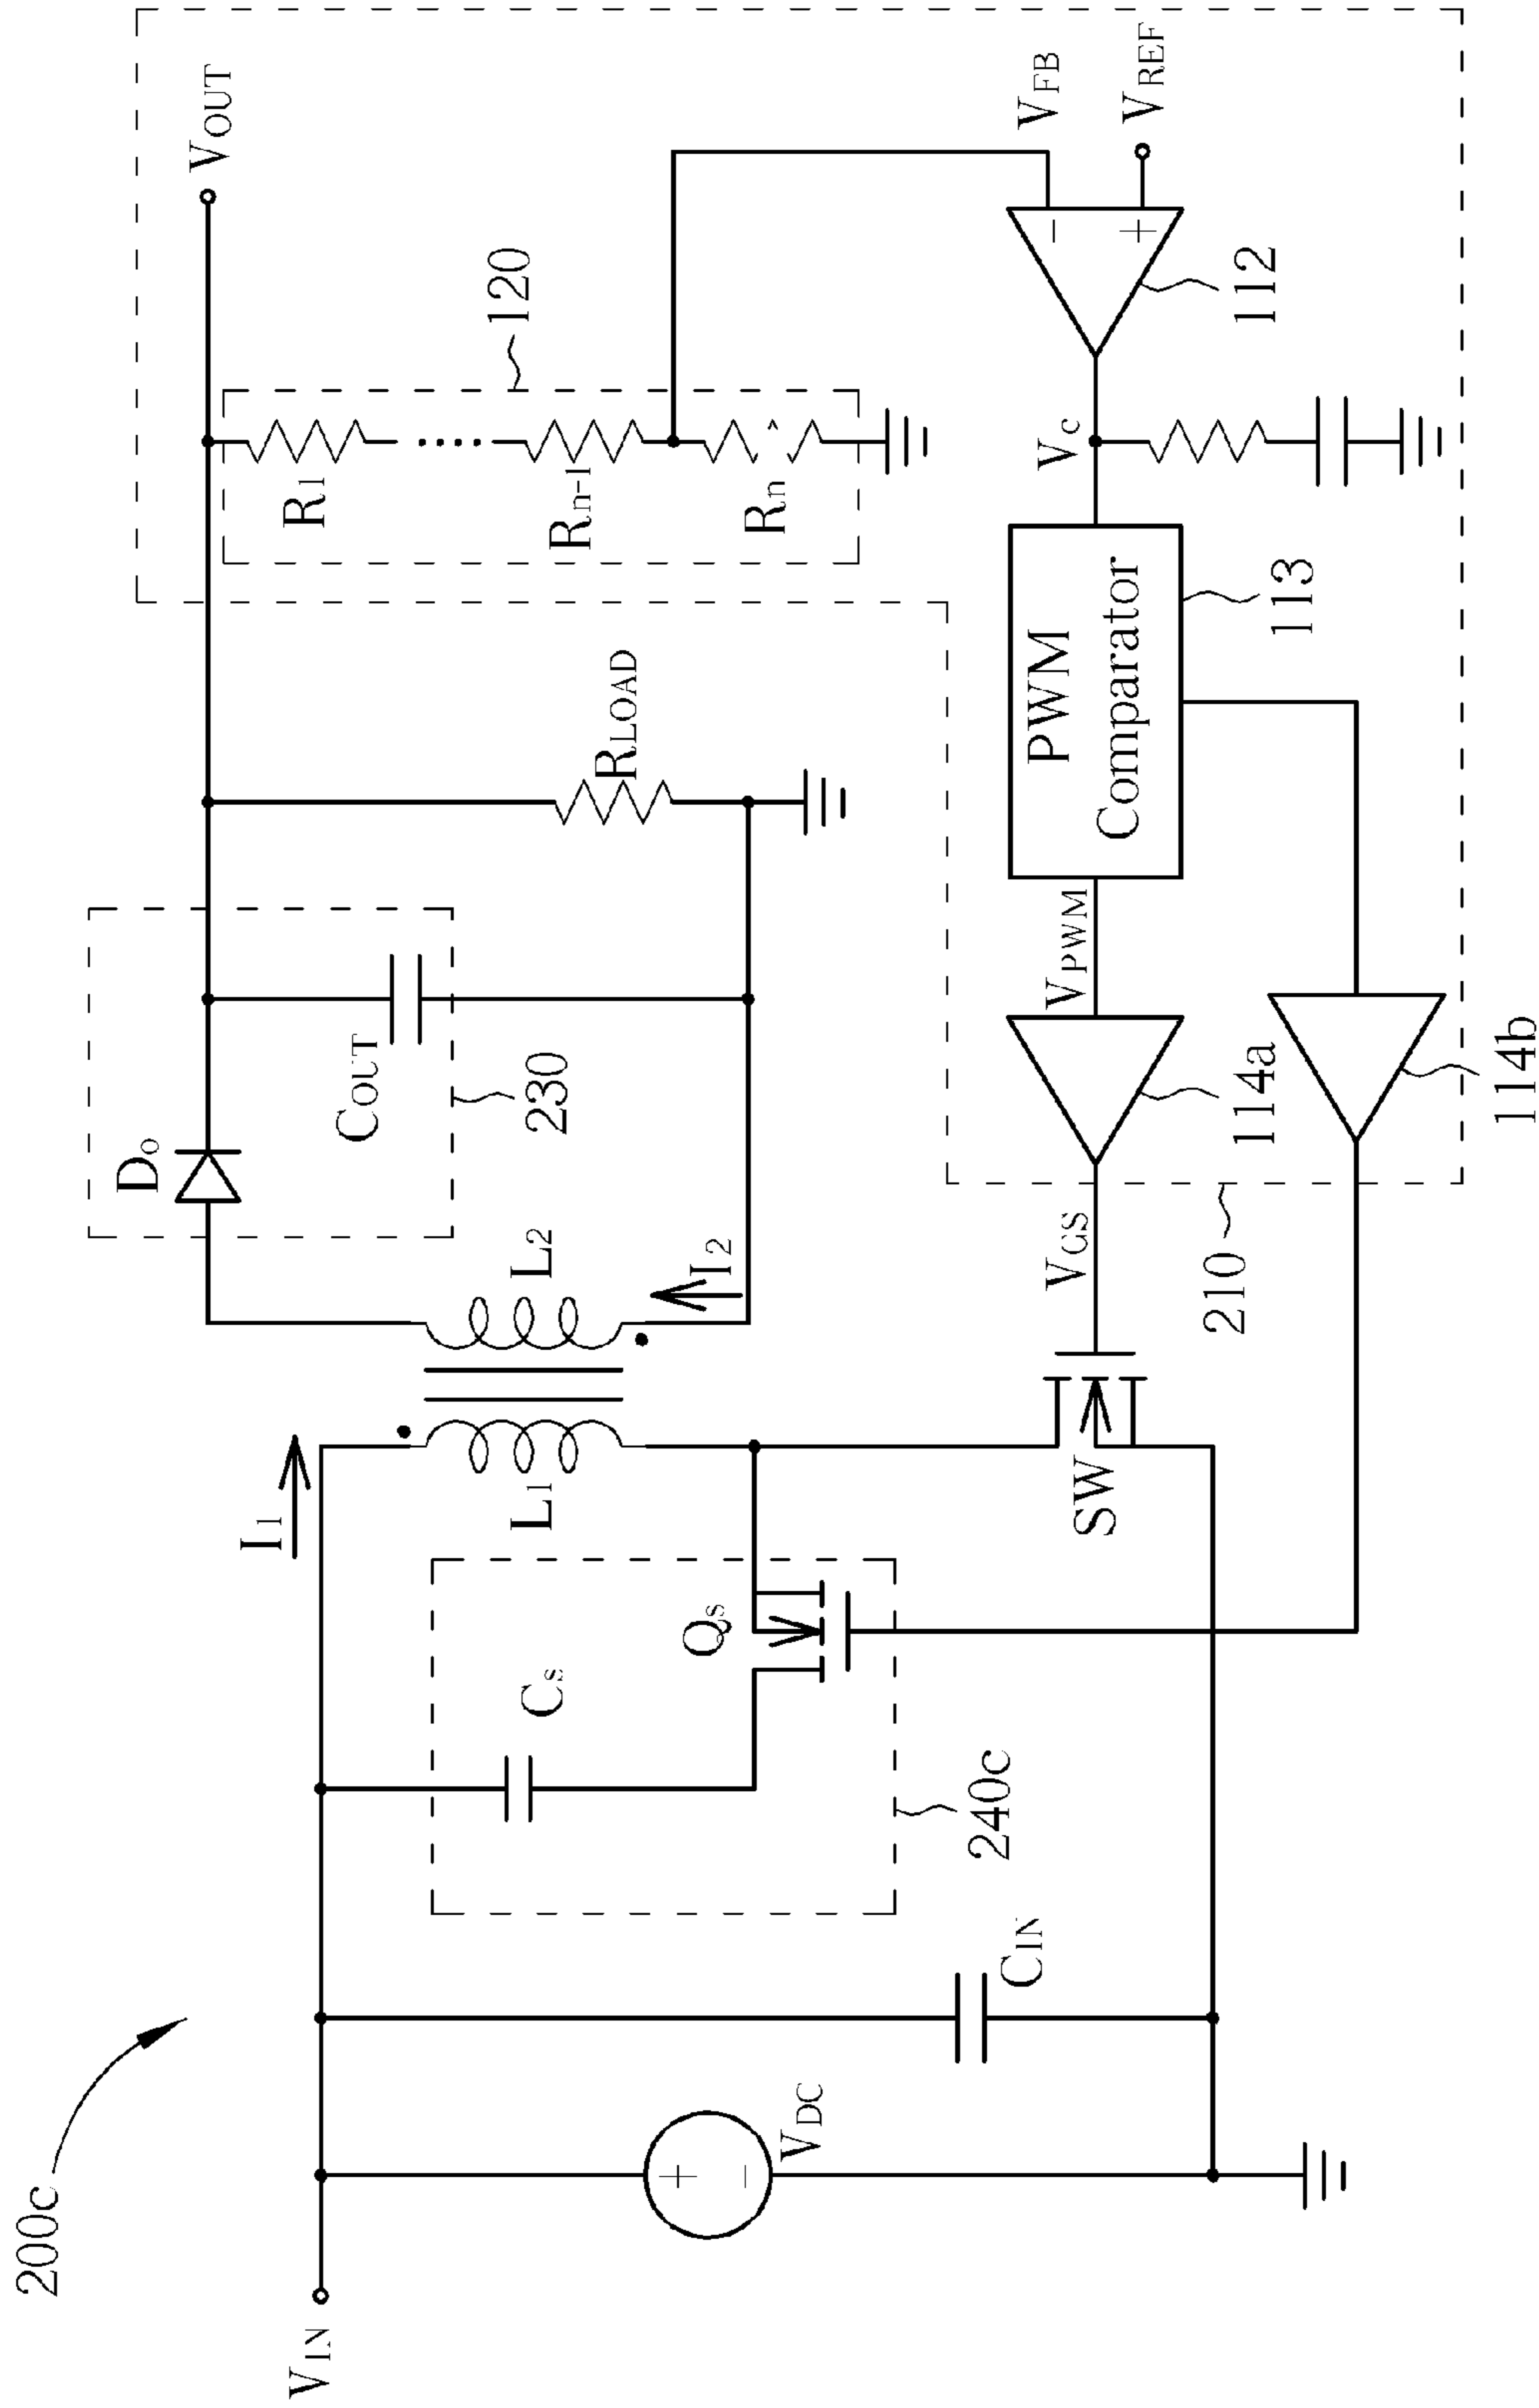 200c
VIN
VDC
+
−
CIN
I1
Cs
Qs
240c
L1
L2
I2
Do
COUT
230
RLOAD
VOUT
R1
Rn-1
Rn
120
VFB
VREF
−
+
112
Vc
PWM
Comparator
113
VPWM
114a
114b
VGS
210
SW